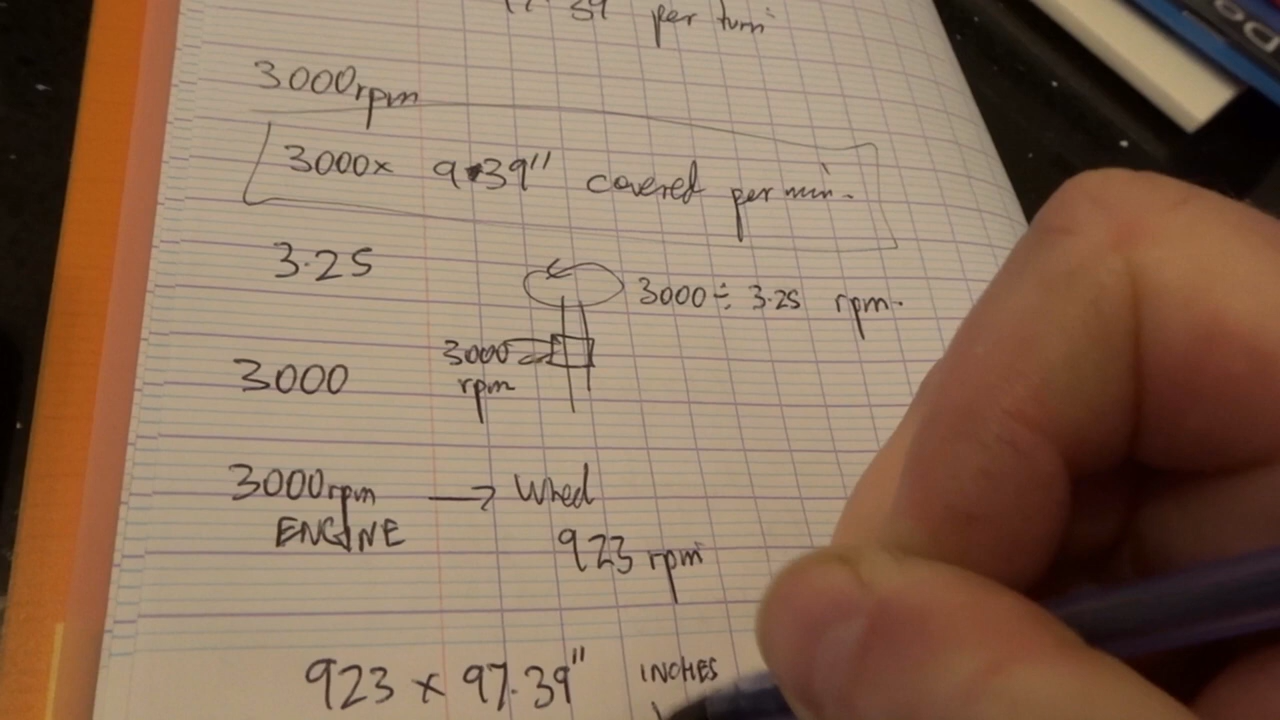 per turn
3000rpm
3000x 9.39" covered per min.
3.25
3000 ÷ 3.25 rpm.
3000
rpm
3000
3000rpm → Wheel
ENGINE
923 rpm
923 x 97.39" INCHES